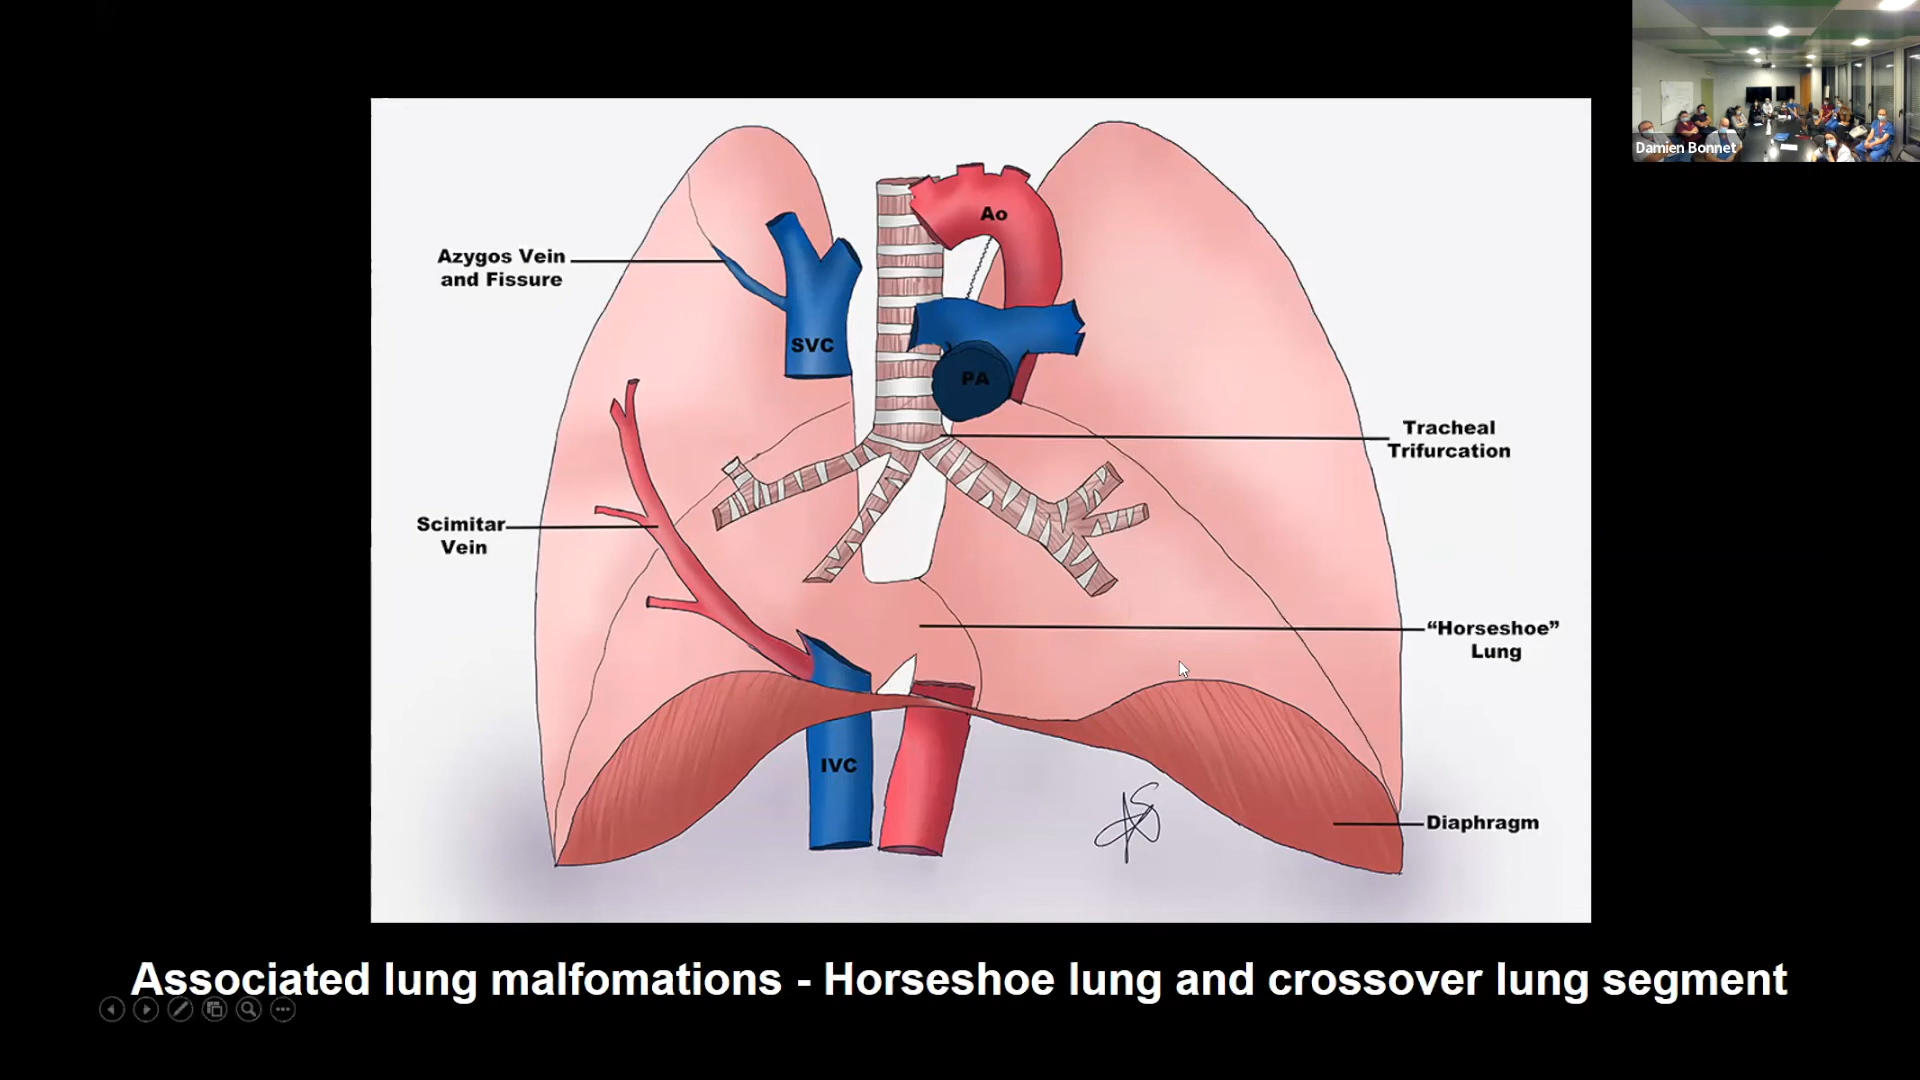 Damien Bonnet
Ao
Azygos Vein
and Fissure
SVC
PA
Tracheal
Trifurcation
Scimitar
Vein
"Horseshoe"
Lung
IVC
Diaphragm
Associated lung malfomations - Horseshoe lung and crossover lung segment